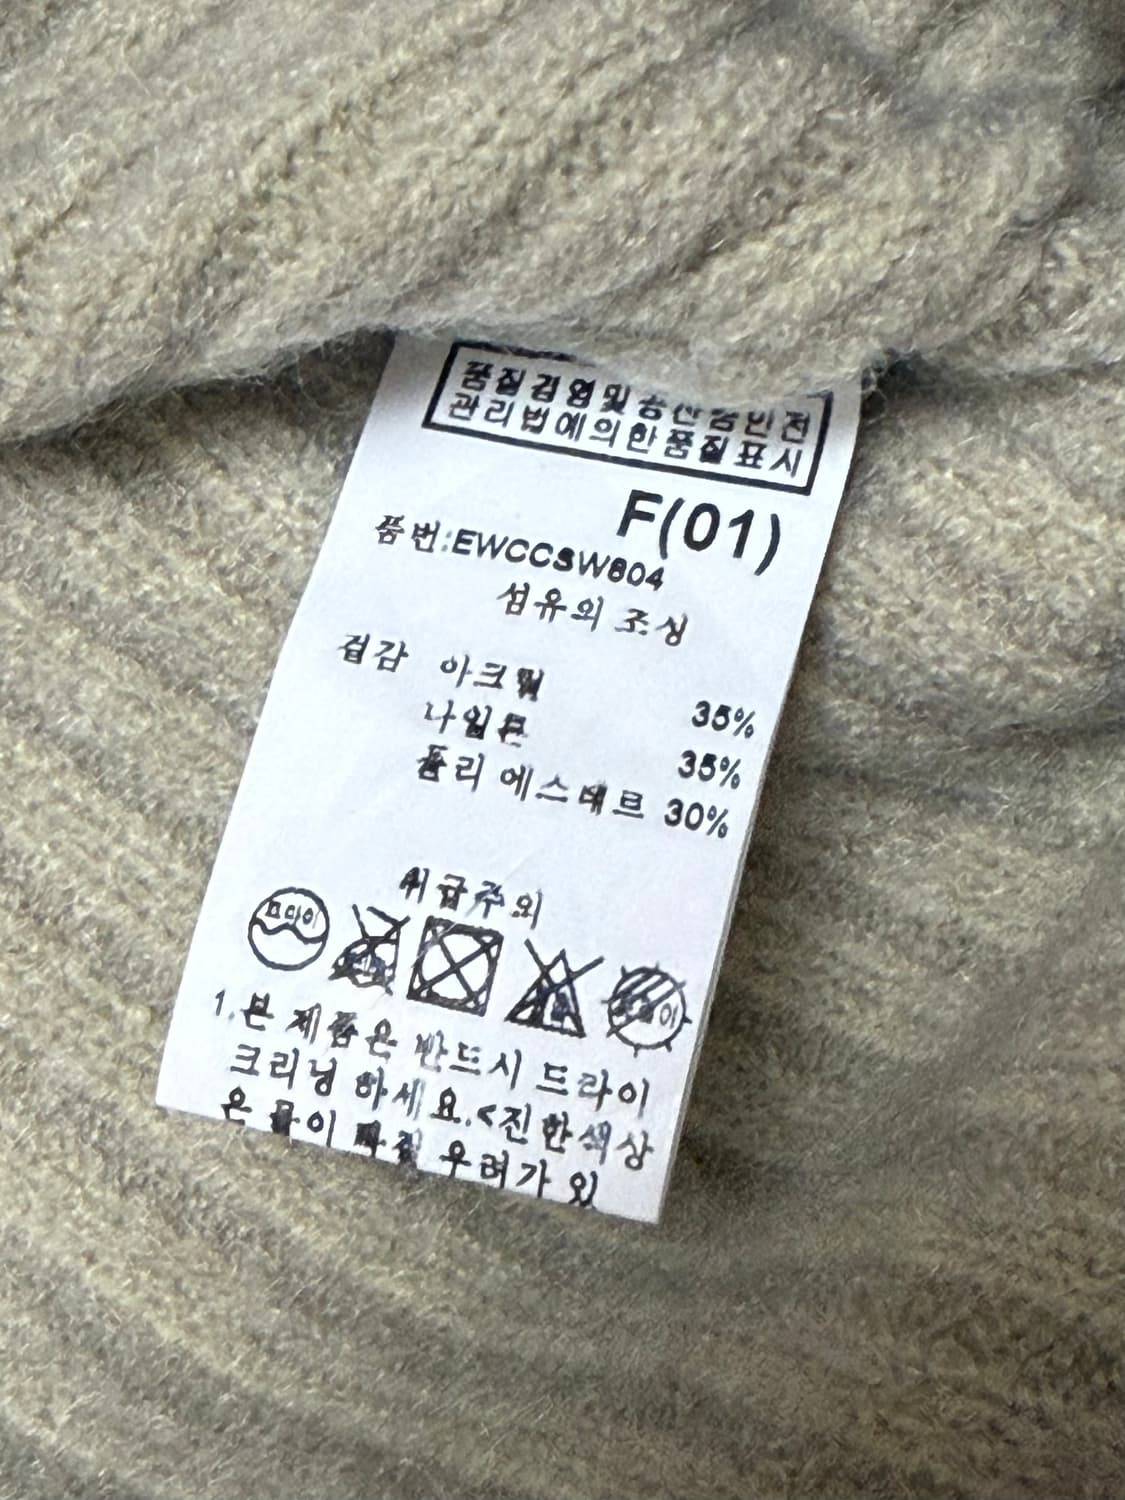 품질경영및공산품안전
관리법예의한품질표시
F(01)
품번:EWCCSW804
섬유의 조성
겉감 아크릴 35%
나일론 35%
폴리에스테르 30%
취급주의
드라이
1.본 제품은 반드시 드라이
크리닝 하세요.<진한색상
은 물이 빠질 우려가 있